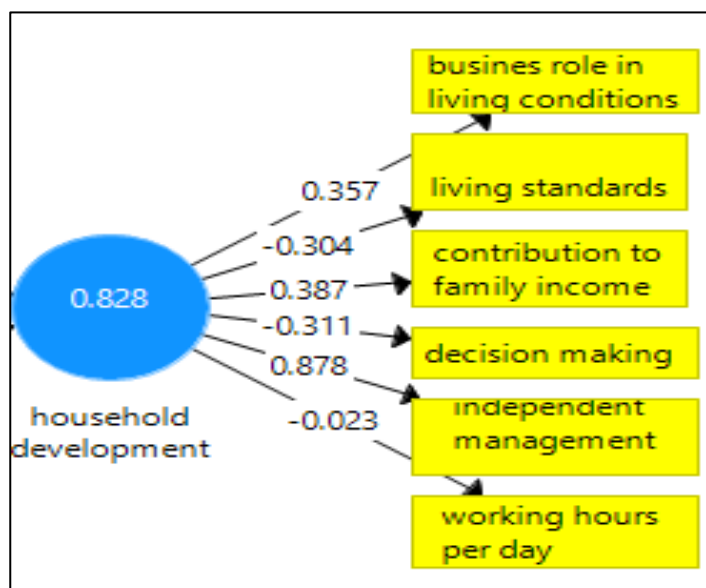 busines role in
living conditions
0.357
living standards
-0.304
contribution to
family income
0.387
0.828
-0.311
decision making
0.878
independent
management
household
development
-0.023
working hours
per day